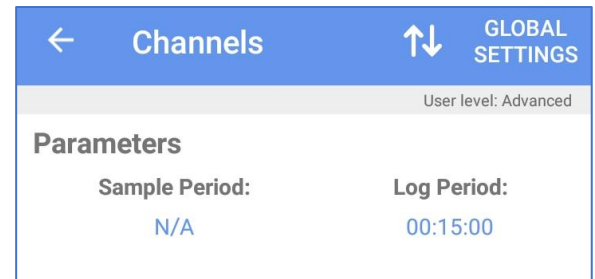 Channels
GLOBAL
SETTINGS
User level: Advanced
Parameters
Sample Period: Log Period:
N/A 00:15:00